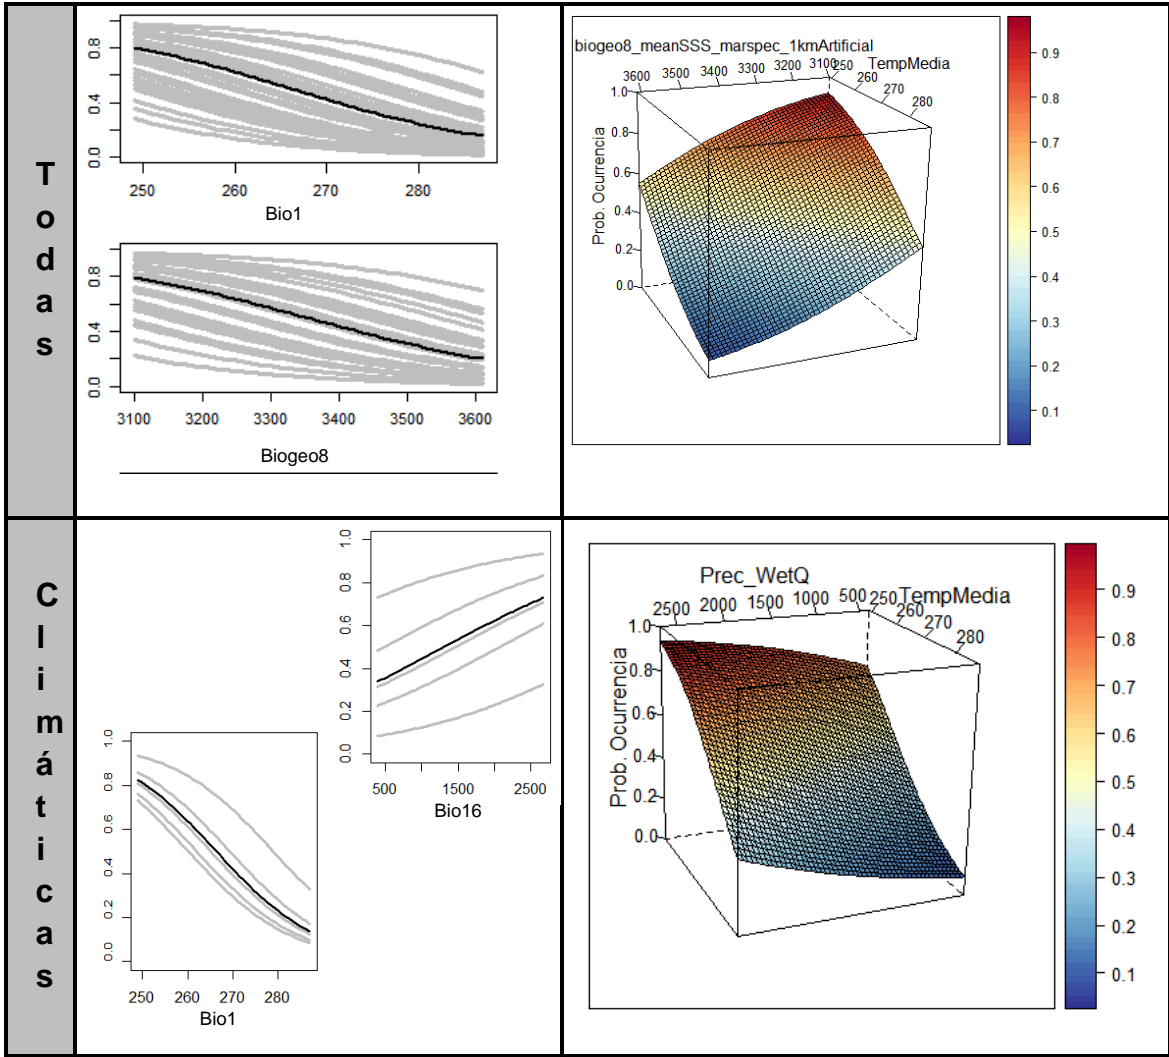 Todas
0.0 0.4 0.8
250 260 270 280
Bio1
0.0 0.4 0.8
3100 3200 3300 3400 3500 3600
Biogeo8
biogeo8_meanSSS_marspec_1kmArtificial
3600 3500 3400 3300 3200 3100
TempMedia
250 260 270 280
Prob. Ocurrencia
1.0 0.8 0.6 0.4 0.2 0.0
0.9 0.8 0.7 0.6 0.5 0.4 0.3 0.2 0.1
Climáticas
0.0 0.2 0.4 0.6 0.8 1.0
500 1500 2500
Bio16
0.0 0.2 0.4 0.6 0.8 1.0
250 260 270 280
Bio1
Prec_WetQ
2500 2000 1500 1000 500
TempMedia
250 260 270 280
Prob. Ocurrencia
1.0 0.8 0.6 0.4 0.2 0.0
0.9 0.8 0.7 0.6 0.5 0.4 0.3 0.2 0.1